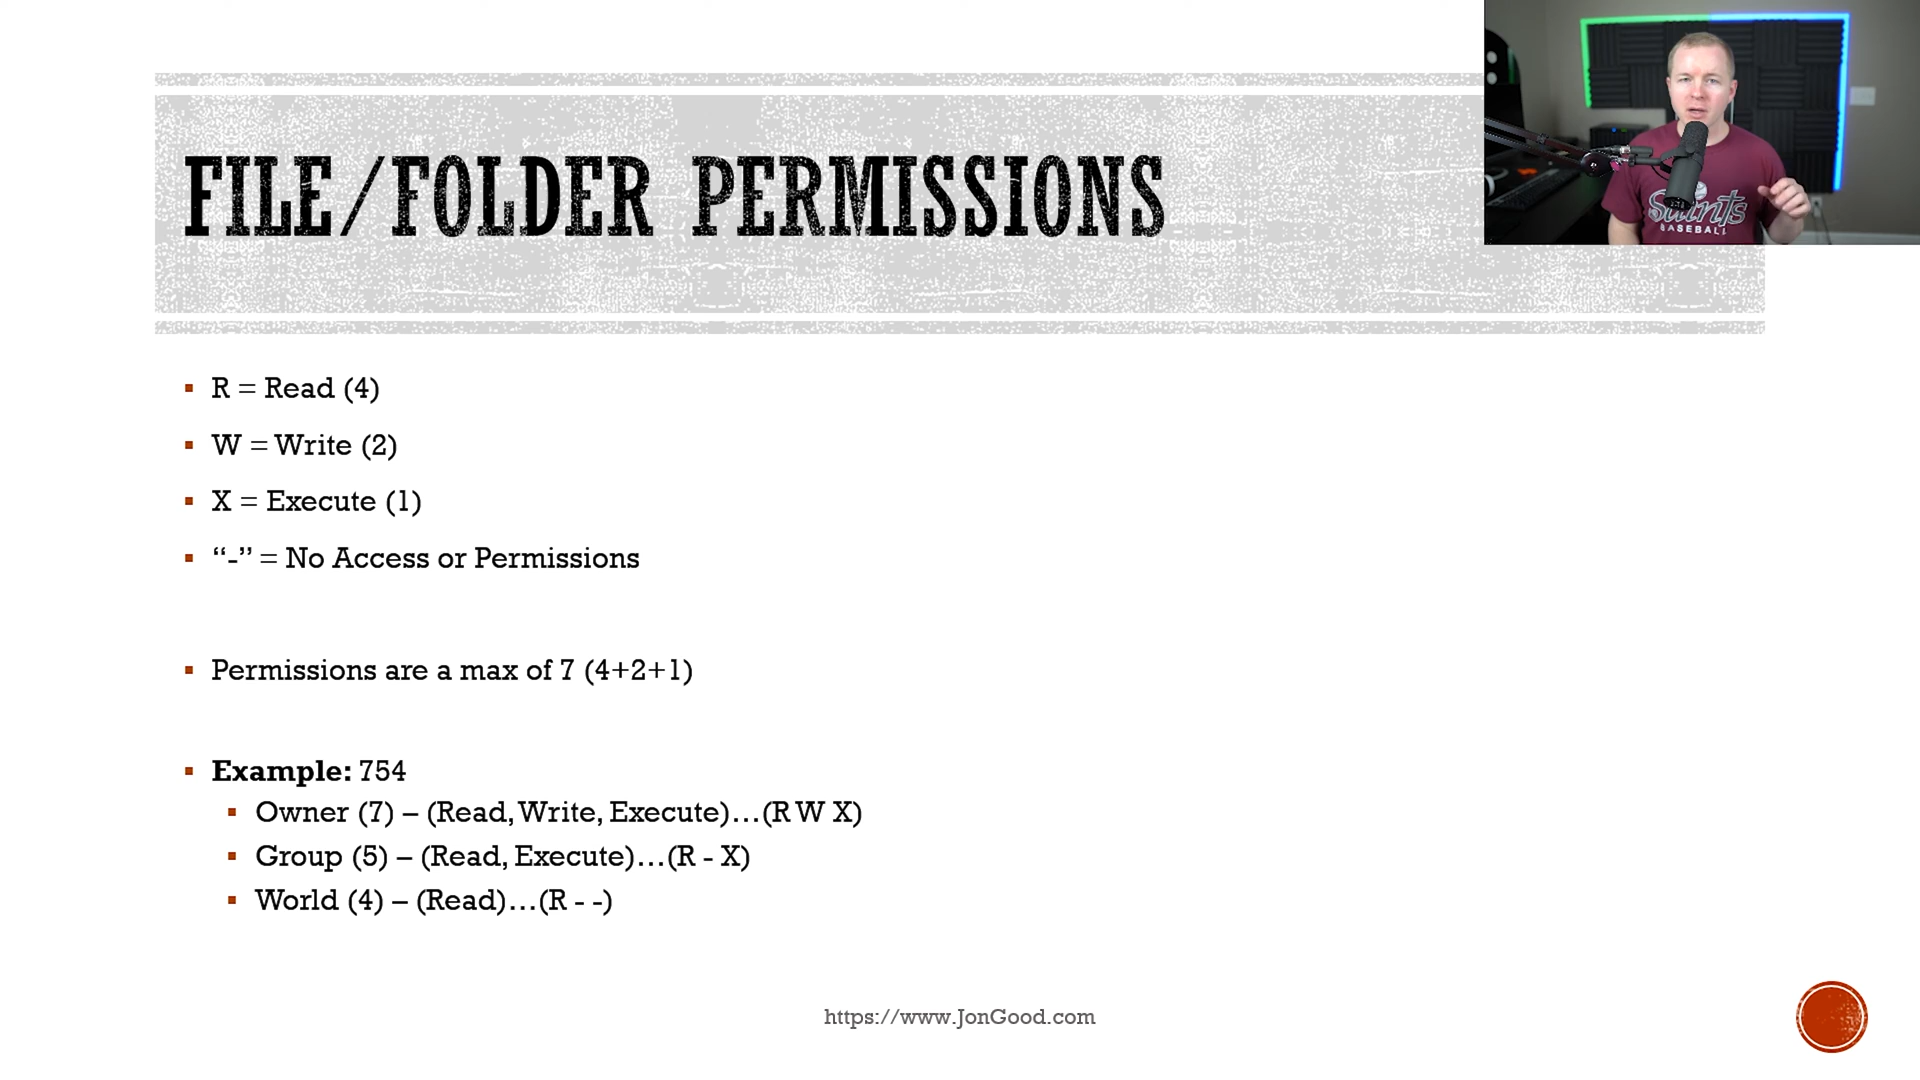 FILE/FOLDER PERMISSIONS
Saints
BASEBALL
▪ R = Read (4)
▪ W = Write (2)
▪ X = Execute (1)
▪ “-” = No Access or Permissions
▪ Permissions are a max of 7 (4+2+1)
▪ Example: 754
▪ Owner (7) – (Read, Write, Execute)…(R W X)
▪ Group (5) – (Read, Execute)…(R - X)
▪ World (4) – (Read)…(R - -)
https://www.JonGood.com